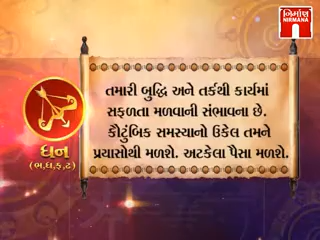 નિર્માણ
NIRMANA
તમારી બુદ્ધિ અને તર્કથી કાર્યમાં
સફળતા મળવાની સંભાવના છે.
કૌટુંબિક સમસ્યાનો ઉકેલ તમને
પ્રયાસોથી મળશે. અટકેલા પૈસા મળશે.
ધન
(ભ,ધ,ફ,ઢ)